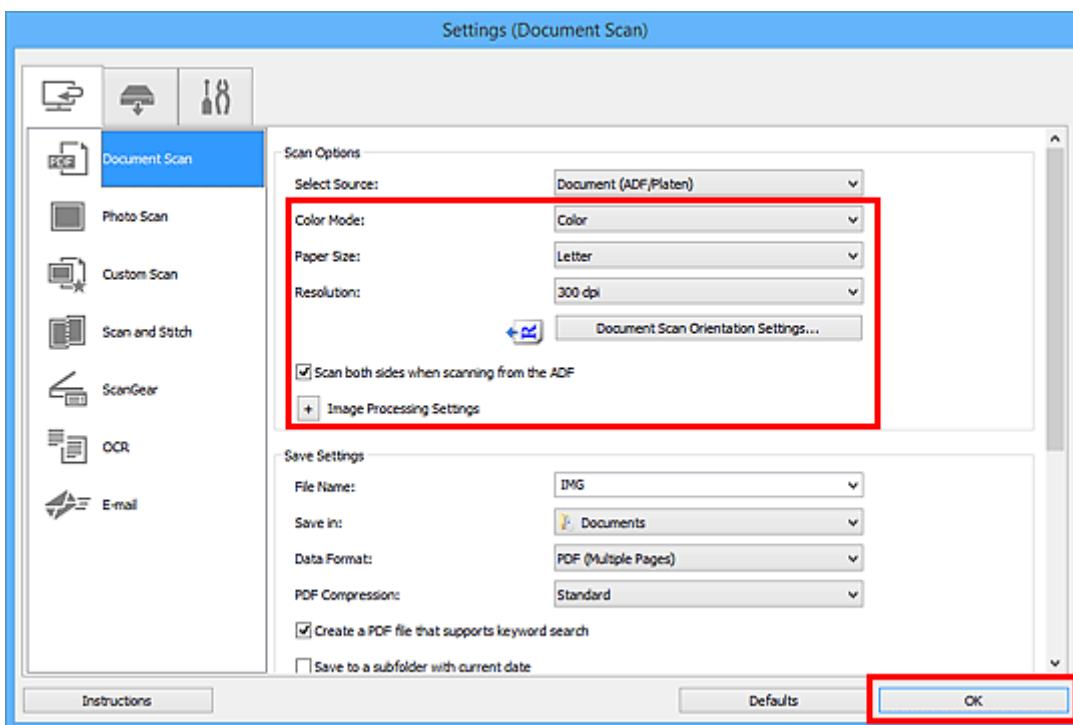 Settings (Document Scan)
PDF
Document Scan
Photo Scan
Custom Scan
Scan and Stitch
ScanGear
OCR
E-mail
Scan Options
Select Source: Document (ADF/Platen)
Color Mode: Color
Paper Size: Letter
Resolution: 300 dpi
R Document Scan Orientation Settings...
Scan both sides when scanning from the ADF
+ Image Processing Settings
Save Settings
File Name: IMG
Save in: Documents
Data Format: PDF (Multiple Pages)
PDF Compression: Standard
Create a PDF file that supports keyword search
Save to a subfolder with current date
Instructions Defaults OK